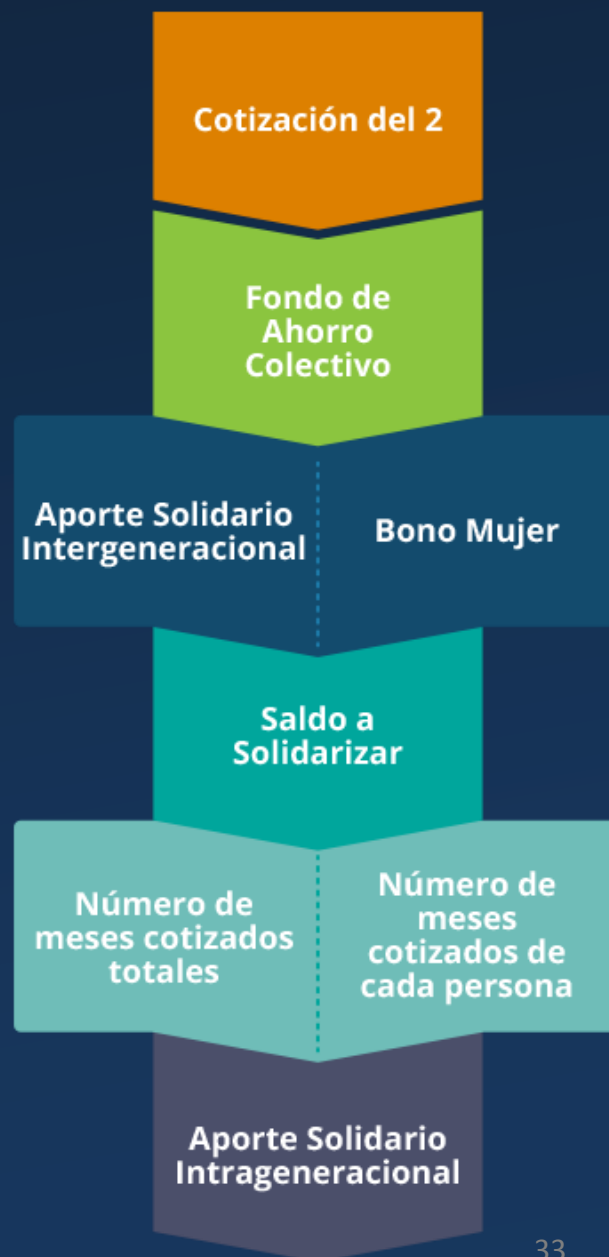 Cotización del 2
Fondo de
Ahorro
Colectivo
Aporte Solidario
Intergeneracional
Bono Mujer
Saldo a
Solidarizar
Número de
meses cotizados
totales
Número de
meses
cotizados de
cada persona
Aporte Solidario
Intrageneracional
33